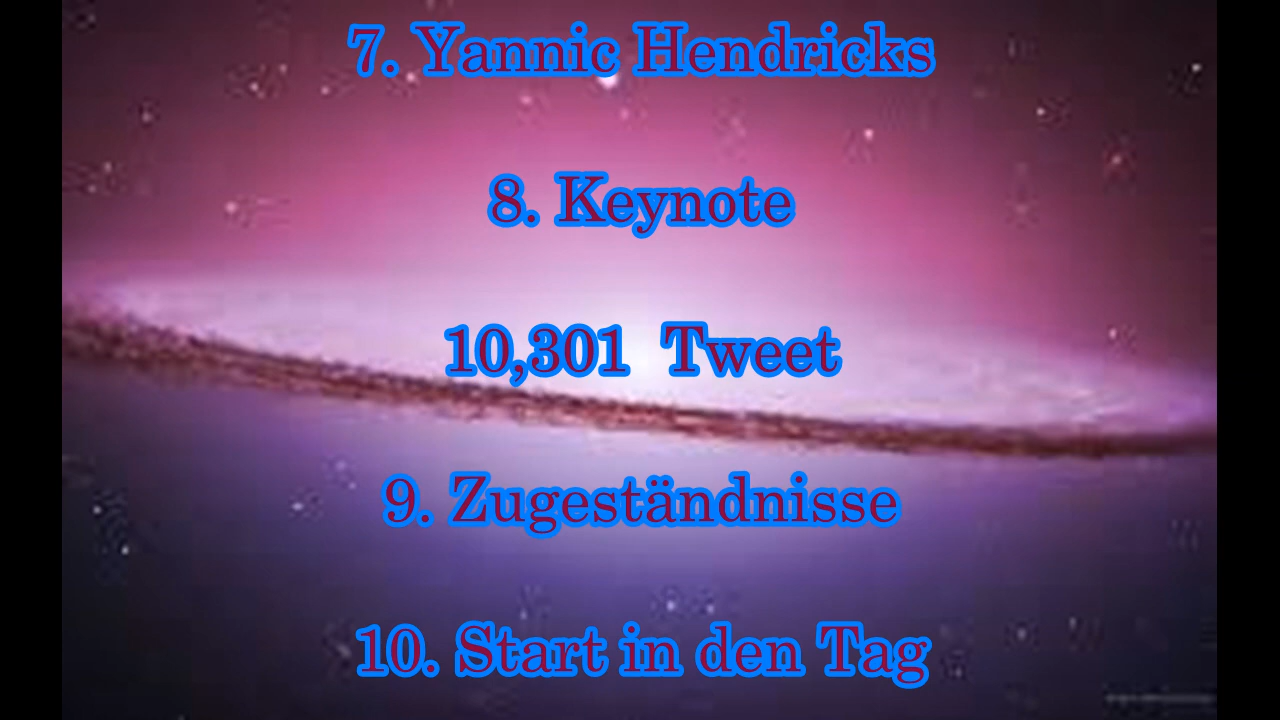 7. Yannic Hendricks
8. Keynote
10,301 Tweet
9. Zugeständnisse
10. Start in den Tag